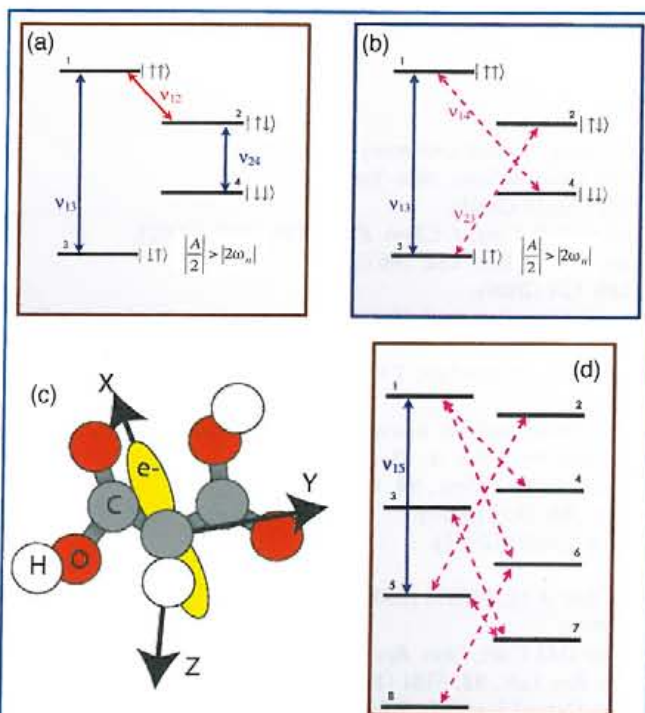 (a)
1 |↑↑⟩
ν12
2 |↑↓⟩
ν24
4 |↓↓⟩
ν13
3 |↓↑⟩ |A/2| > |2ωn|
(b)
1 |↑↑⟩
ν14
2 |↑↓⟩
4 |↓↓⟩
ν13 ν23
3 |↓↑⟩
|A/2| > |2ωn|
(c)
X
e-
Y
C
H O
Z
(d)
1
2
ν15
4
3
6
5
7
8